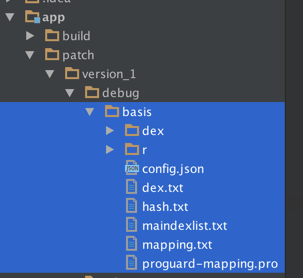 .idea
app
build
patch
version_1
debug
basis
dex
r
config.json
dex.txt
hash.txt
maindexlist.txt
mapping.txt
proguard-mapping.pro